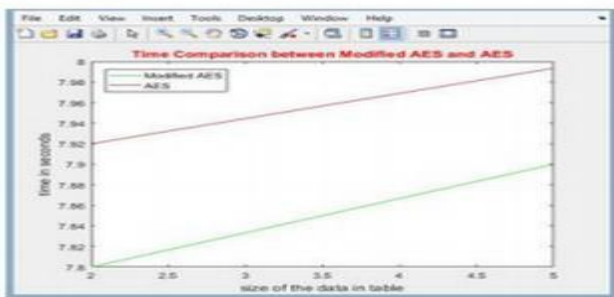 File Edit View Insert Tools Desktop Window Help
Time Comparison between Modified AES and AES
8
7.98
7.96
7.94
7.92
7.9
7.88
7.86
7.84
7.82
7.8
time in seconds
Modified AES
AES
2 2.5 3 3.5 4 4.5 5
size of the data in table